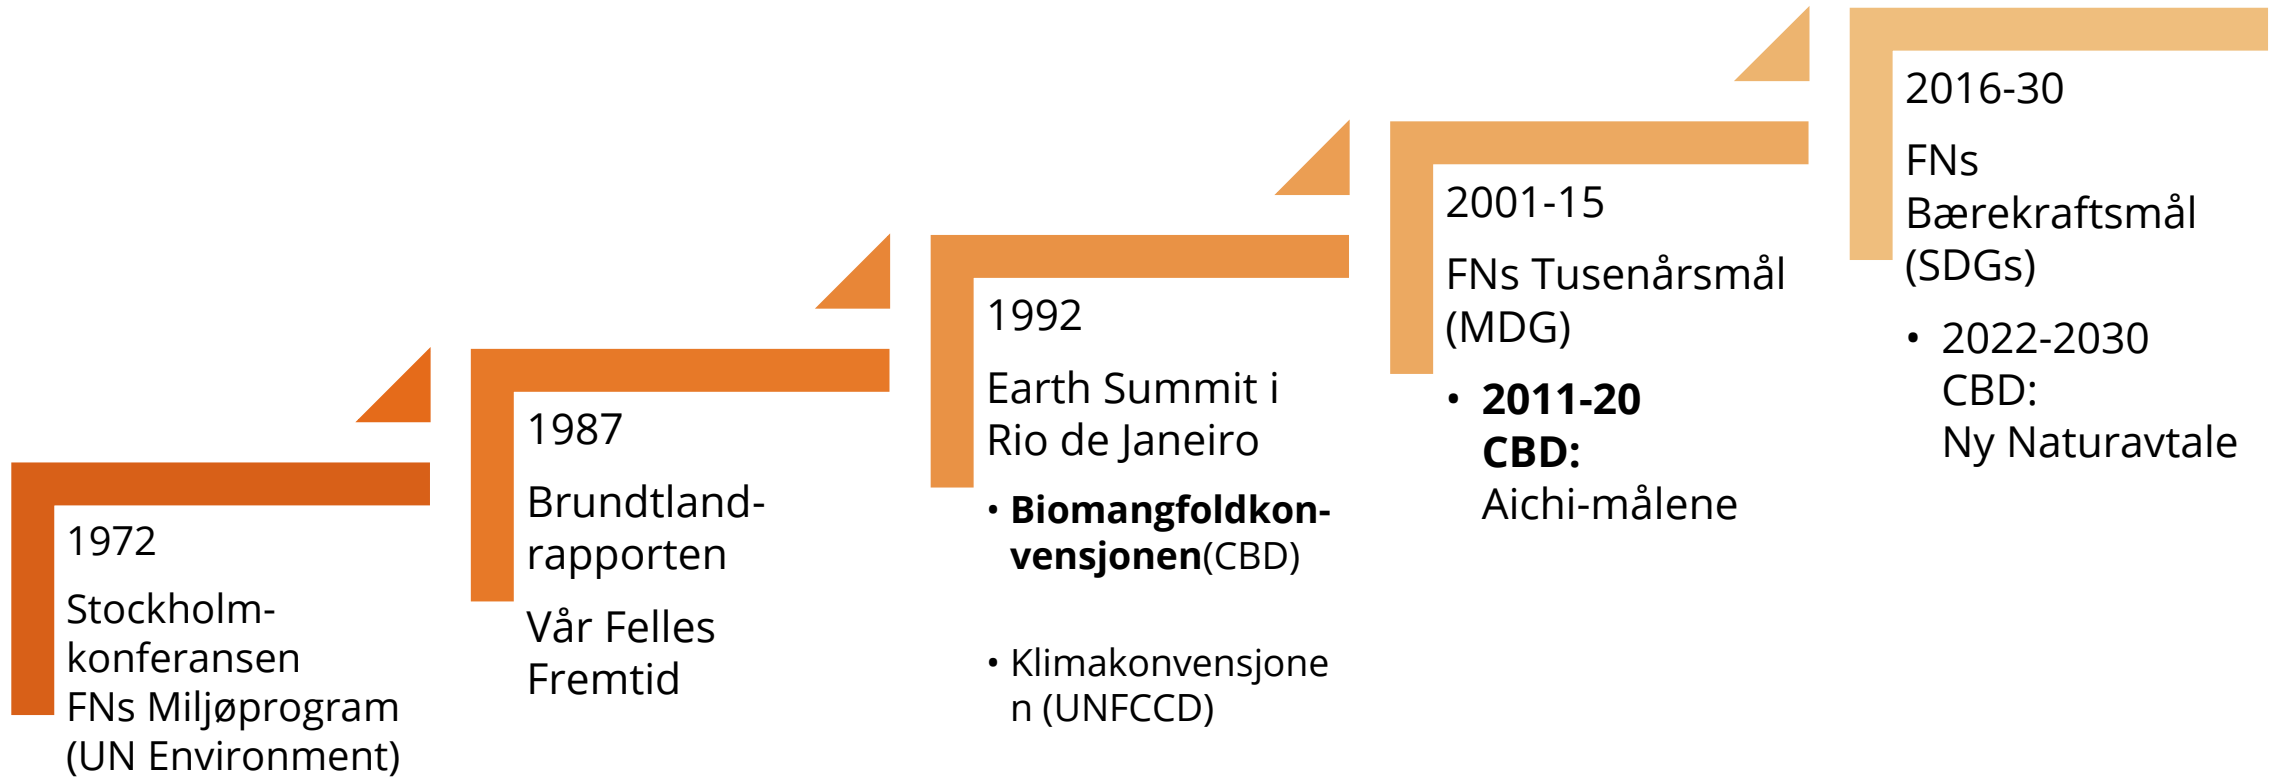 1972
Stockholm-
konferansen
FNs Miljøprogram
(UN Environment)
1987
Brundtland-
rapporten
Vår Felles
Fremtid
1992
Earth Summit i
Rio de Janeiro
• Biomangfoldkon-
vensjonen(CBD)
• Klimakonvensjone
n (UNFCCD)
2001-15
FNs Tusenårsmål
(MDG)
• 2011-20
CBD:
Aichi-målene
2016-30
FNs
Bærekraftsmål
(SDGs)
• 2022-2030
CBD:
Ny Naturavtale